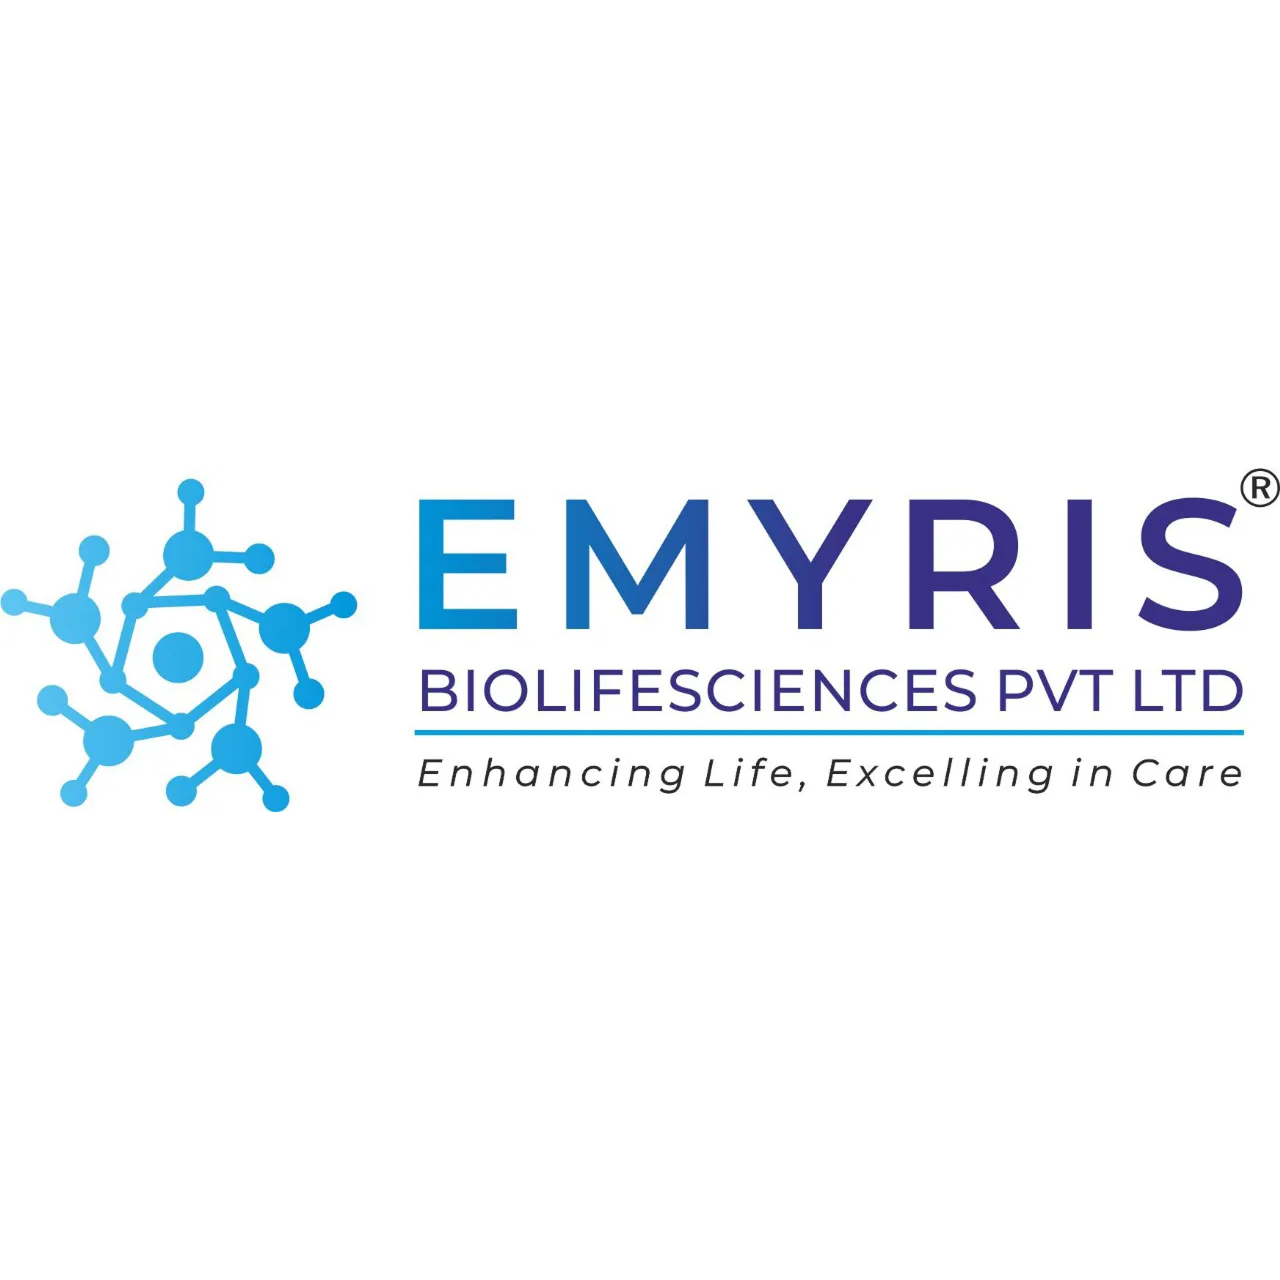 EMYRIS®
BIOLIFESCIENCES PVT LTD
Enhancing Life, Excelling in Care